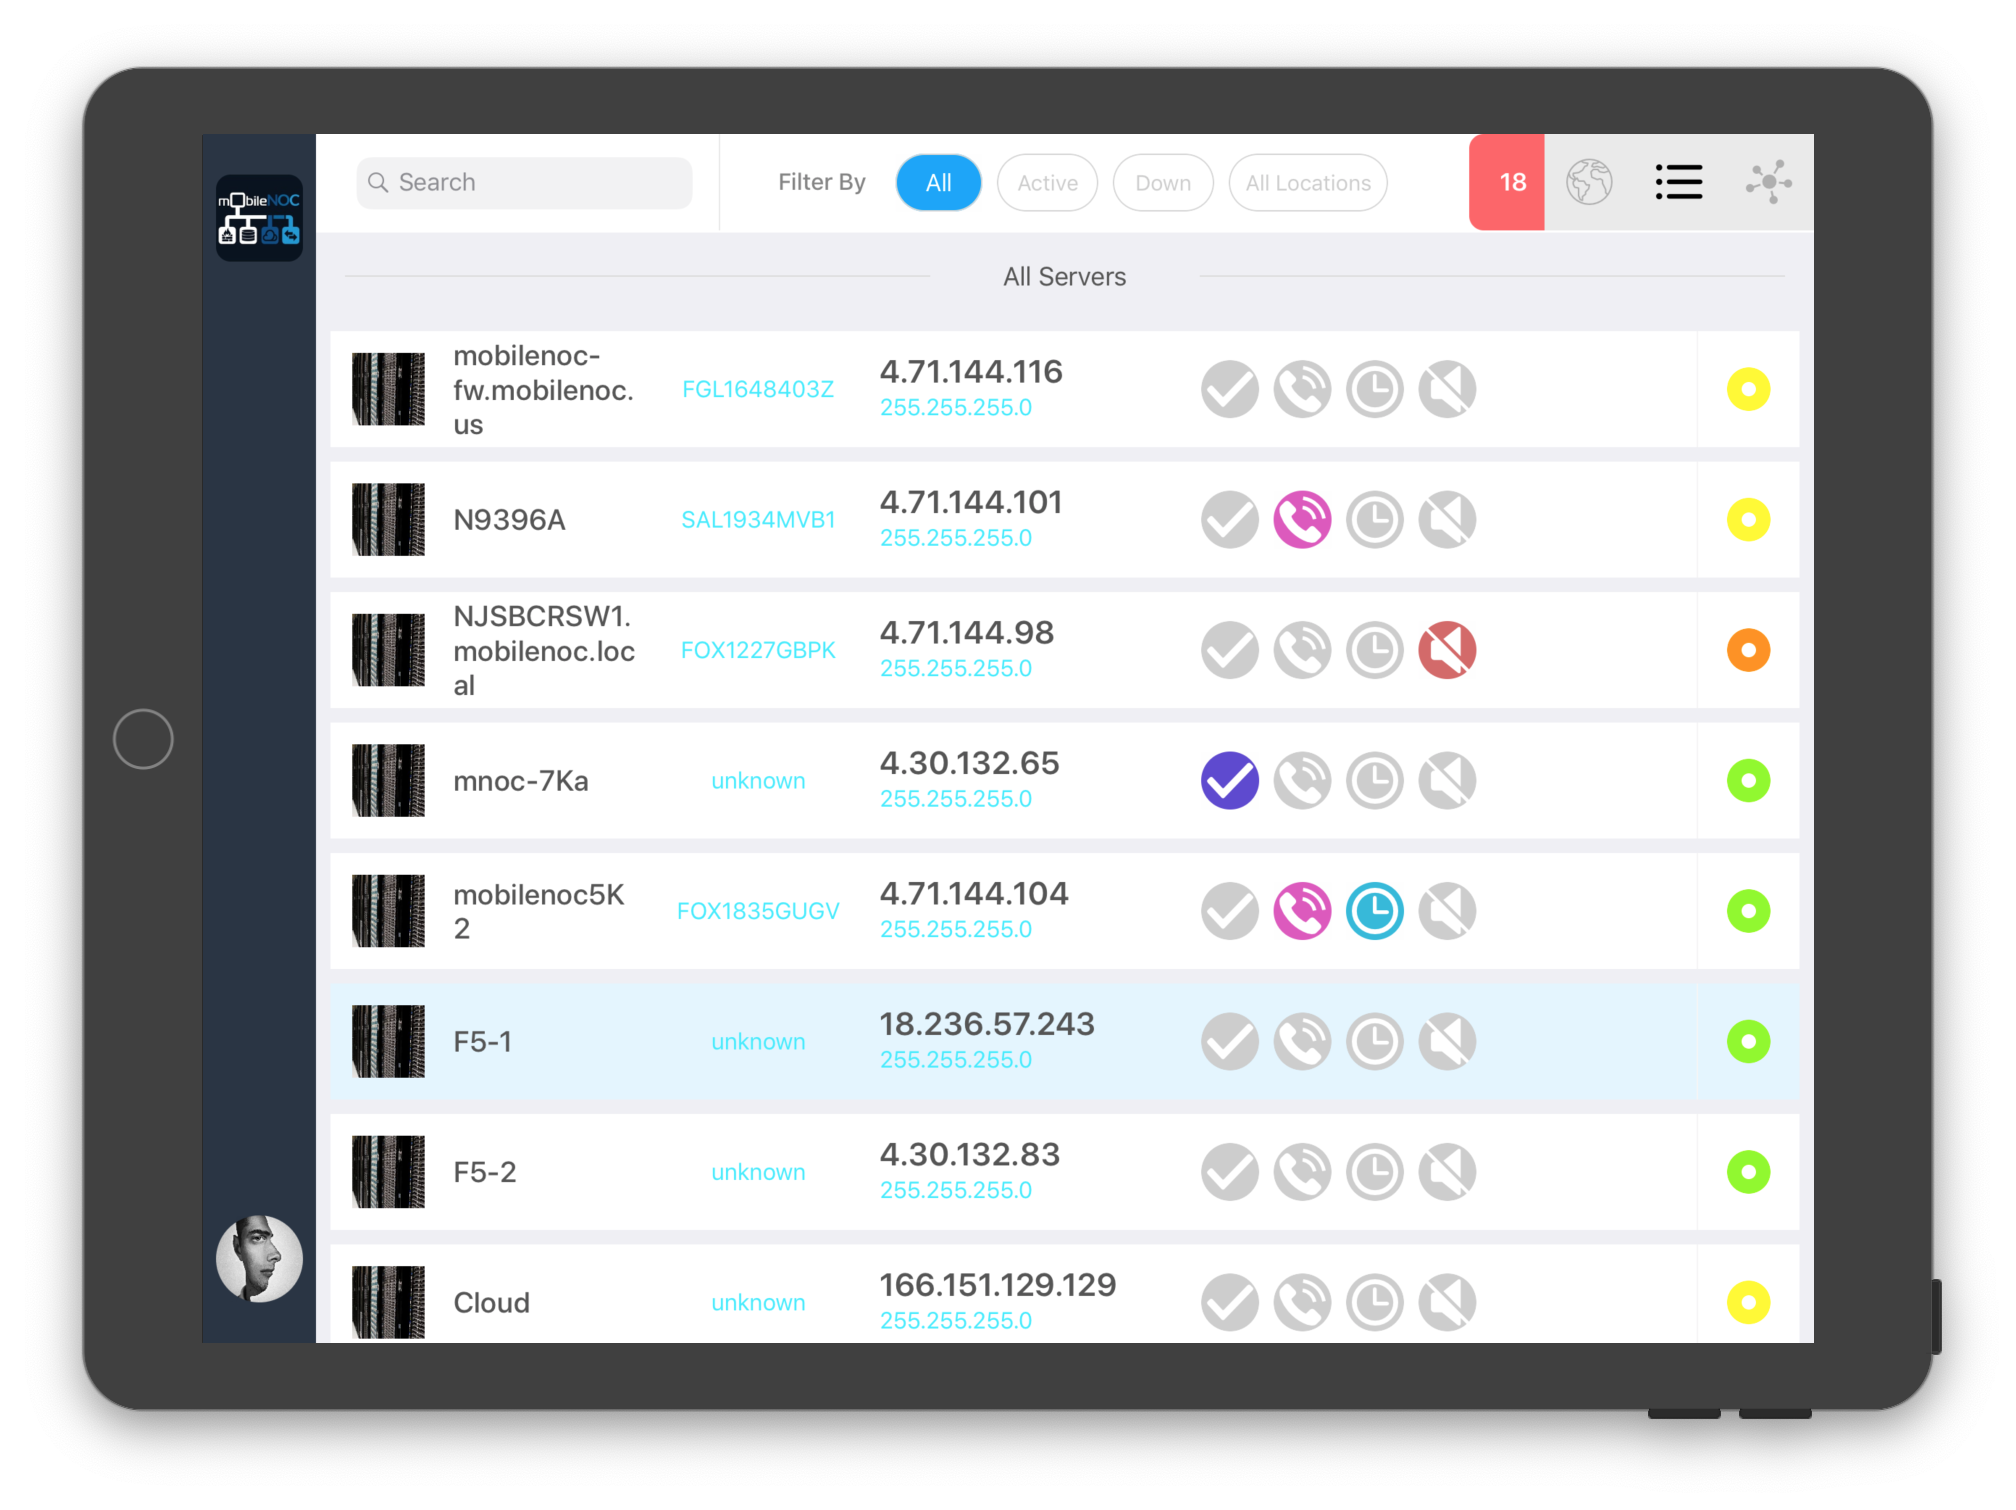 mobileNOC
Search
Filter By
All
Active
Down
All Locations
18
All Servers
mobilenoc-
fw.mobilenoc.
us
FGL1648403Z
4.71.144.116
255.255.255.0
N9396A
SAL1934MVB1
4.71.144.101
255.255.255.0
NJSBCRSW1.
mobilenoc.loc
al
FOX1227GBPK
4.71.144.98
255.255.255.0
mnoc-7Ka
unknown
4.30.132.65
255.255.255.0
mobilenoc5K
2
FOX1835GUGV
4.71.144.104
255.255.255.0
F5-1
unknown
18.236.57.243
255.255.255.0
F5-2
unknown
4.30.132.83
255.255.255.0
Cloud
unknown
166.151.129.129
255.255.255.0